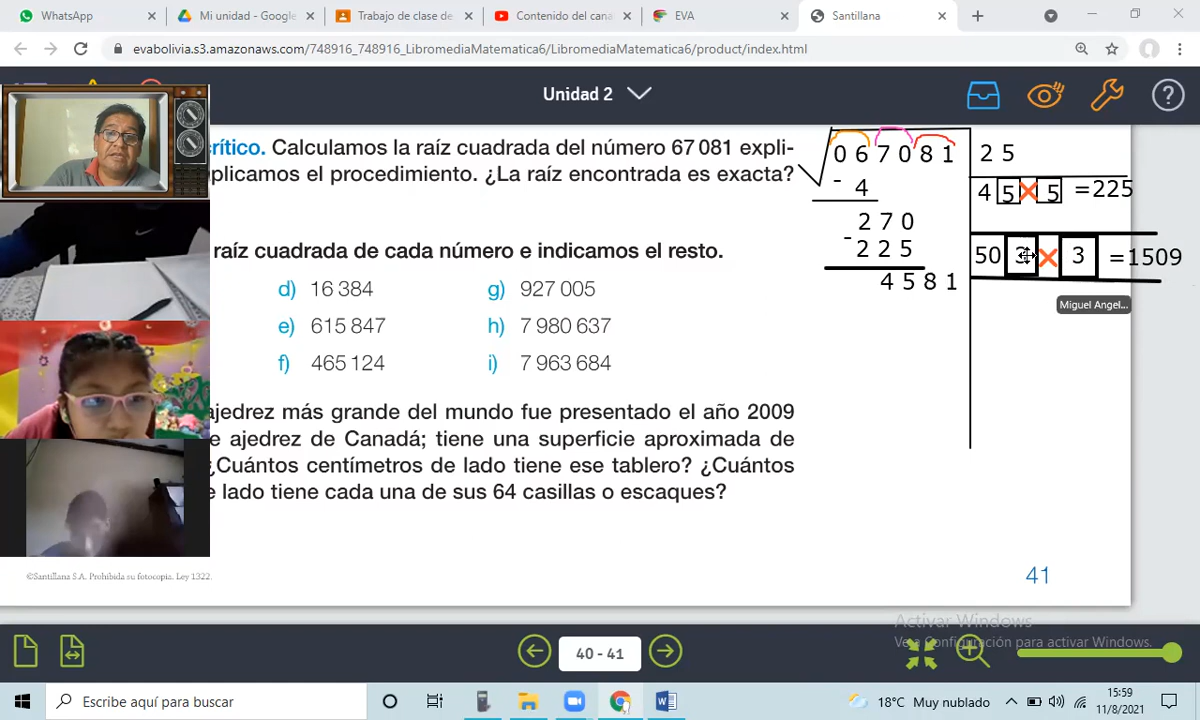 WhatsApp
Mi unidad - Google
Trabajo de clase de
Contenido del cana
EVA
Santillana
evabolivia.s3.amazonaws.com/748916_748916_LibromediaMatematica6/LibromediaMatematica6/product/index.html
Unidad 2
crítico. Calculamos la raíz cuadrada del número 67 081 expli-
plicamos el procedimiento. ¿La raíz encontrada es exacta?
raíz cuadrada de cada número e indicamos el resto.
d) 16 384
g) 927 005
e) 615 847
h) 7 980 637
f) 465 124
i) 7 963 684
ajedrez más grande del mundo fue presentado el año 2009
e ajedrez de Canadá; tiene una superficie aproximada de
¿Cuántos centímetros de lado tiene ese tablero? ¿Cuántos
e lado tiene cada una de sus 64 casillas o escaques?
0 6 7 0 8 1
2 5
- 4
4 5 × 5 = 225
2 7 0
- 2 2 5
50 3 × 3 = 1509
4 5 8 1
Miguel Angel...
©Santillana S.A. Prohibida su fotocopia. Ley 1322.
41
Activar Windows
Ve a Configuración para activar Windows.
40 - 41
Escribe aquí para buscar
18°C Muy nublado
15:59
11/8/2021